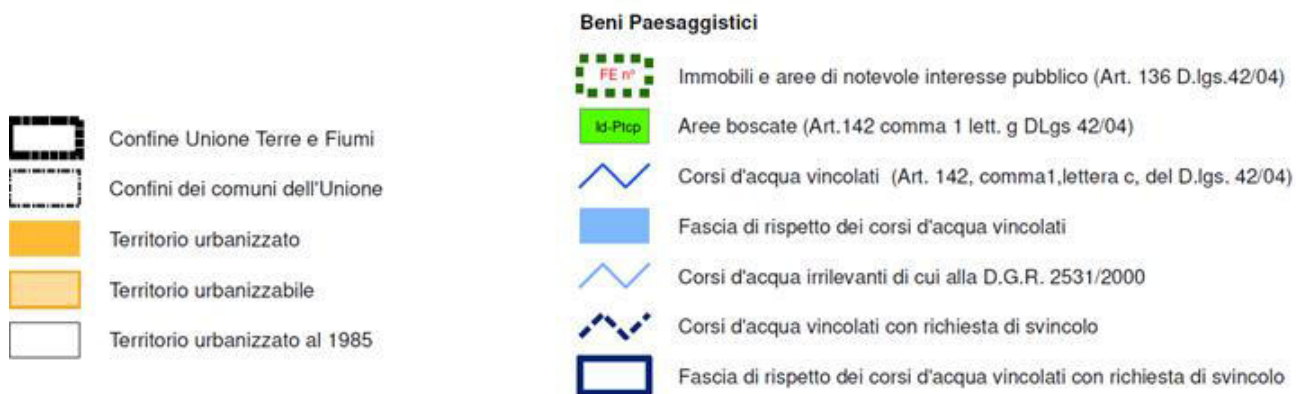 Confine Unione Terre e Fiumi
Confini dei comuni dell'Unione
Territorio urbanizzato
Territorio urbanizzabile
Territorio urbanizzato al 1985
Beni Paesaggistici
FE n°
Immobili e aree di notevole interesse pubblico (Art. 136 D.lgs.42/04)
Id-Ptcp
Aree boscate (Art.142 comma 1 lett. g DLgs 42/04)
Corsi d'acqua vincolati (Art. 142, comma1,lettera c, del D.lgs. 42/04)
Fascia di rispetto dei corsi d'acqua vincolati
Corsi d'acqua irrilevanti di cui alla D.G.R. 2531/2000
Corsi d'acqua vincolati con richiesta di svincolo
Fascia di rispetto dei corsi d'acqua vincolati con richiesta di svincolo